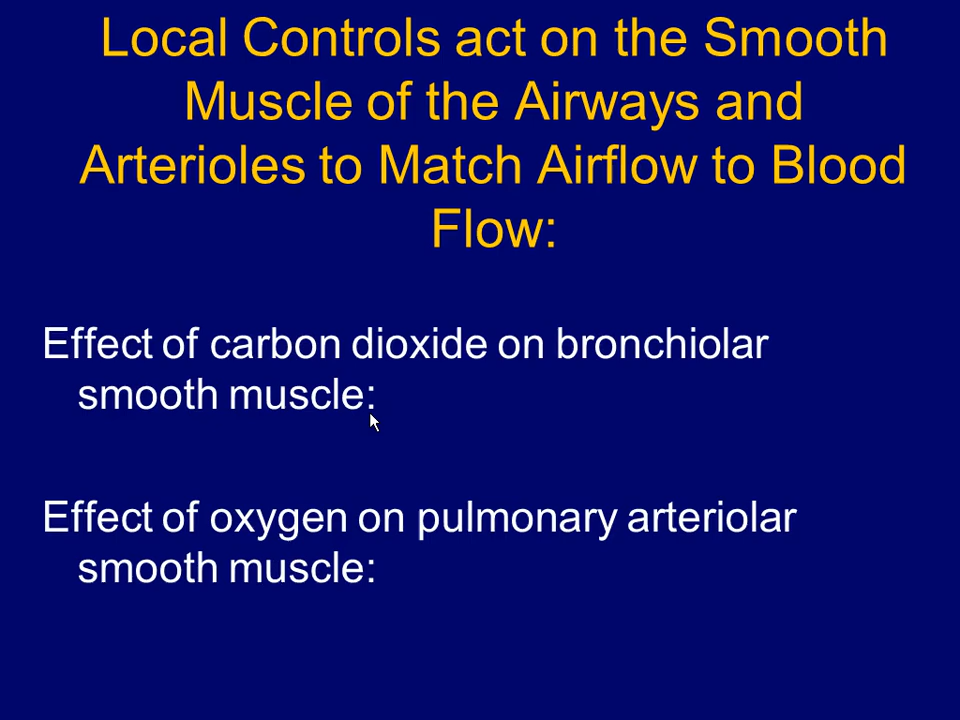 Local Controls act on the Smooth
Muscle of the Airways and
Arterioles to Match Airflow to Blood
Flow:
Effect of carbon dioxide on bronchiolar
smooth muscle:
Effect of oxygen on pulmonary arteriolar
smooth muscle: